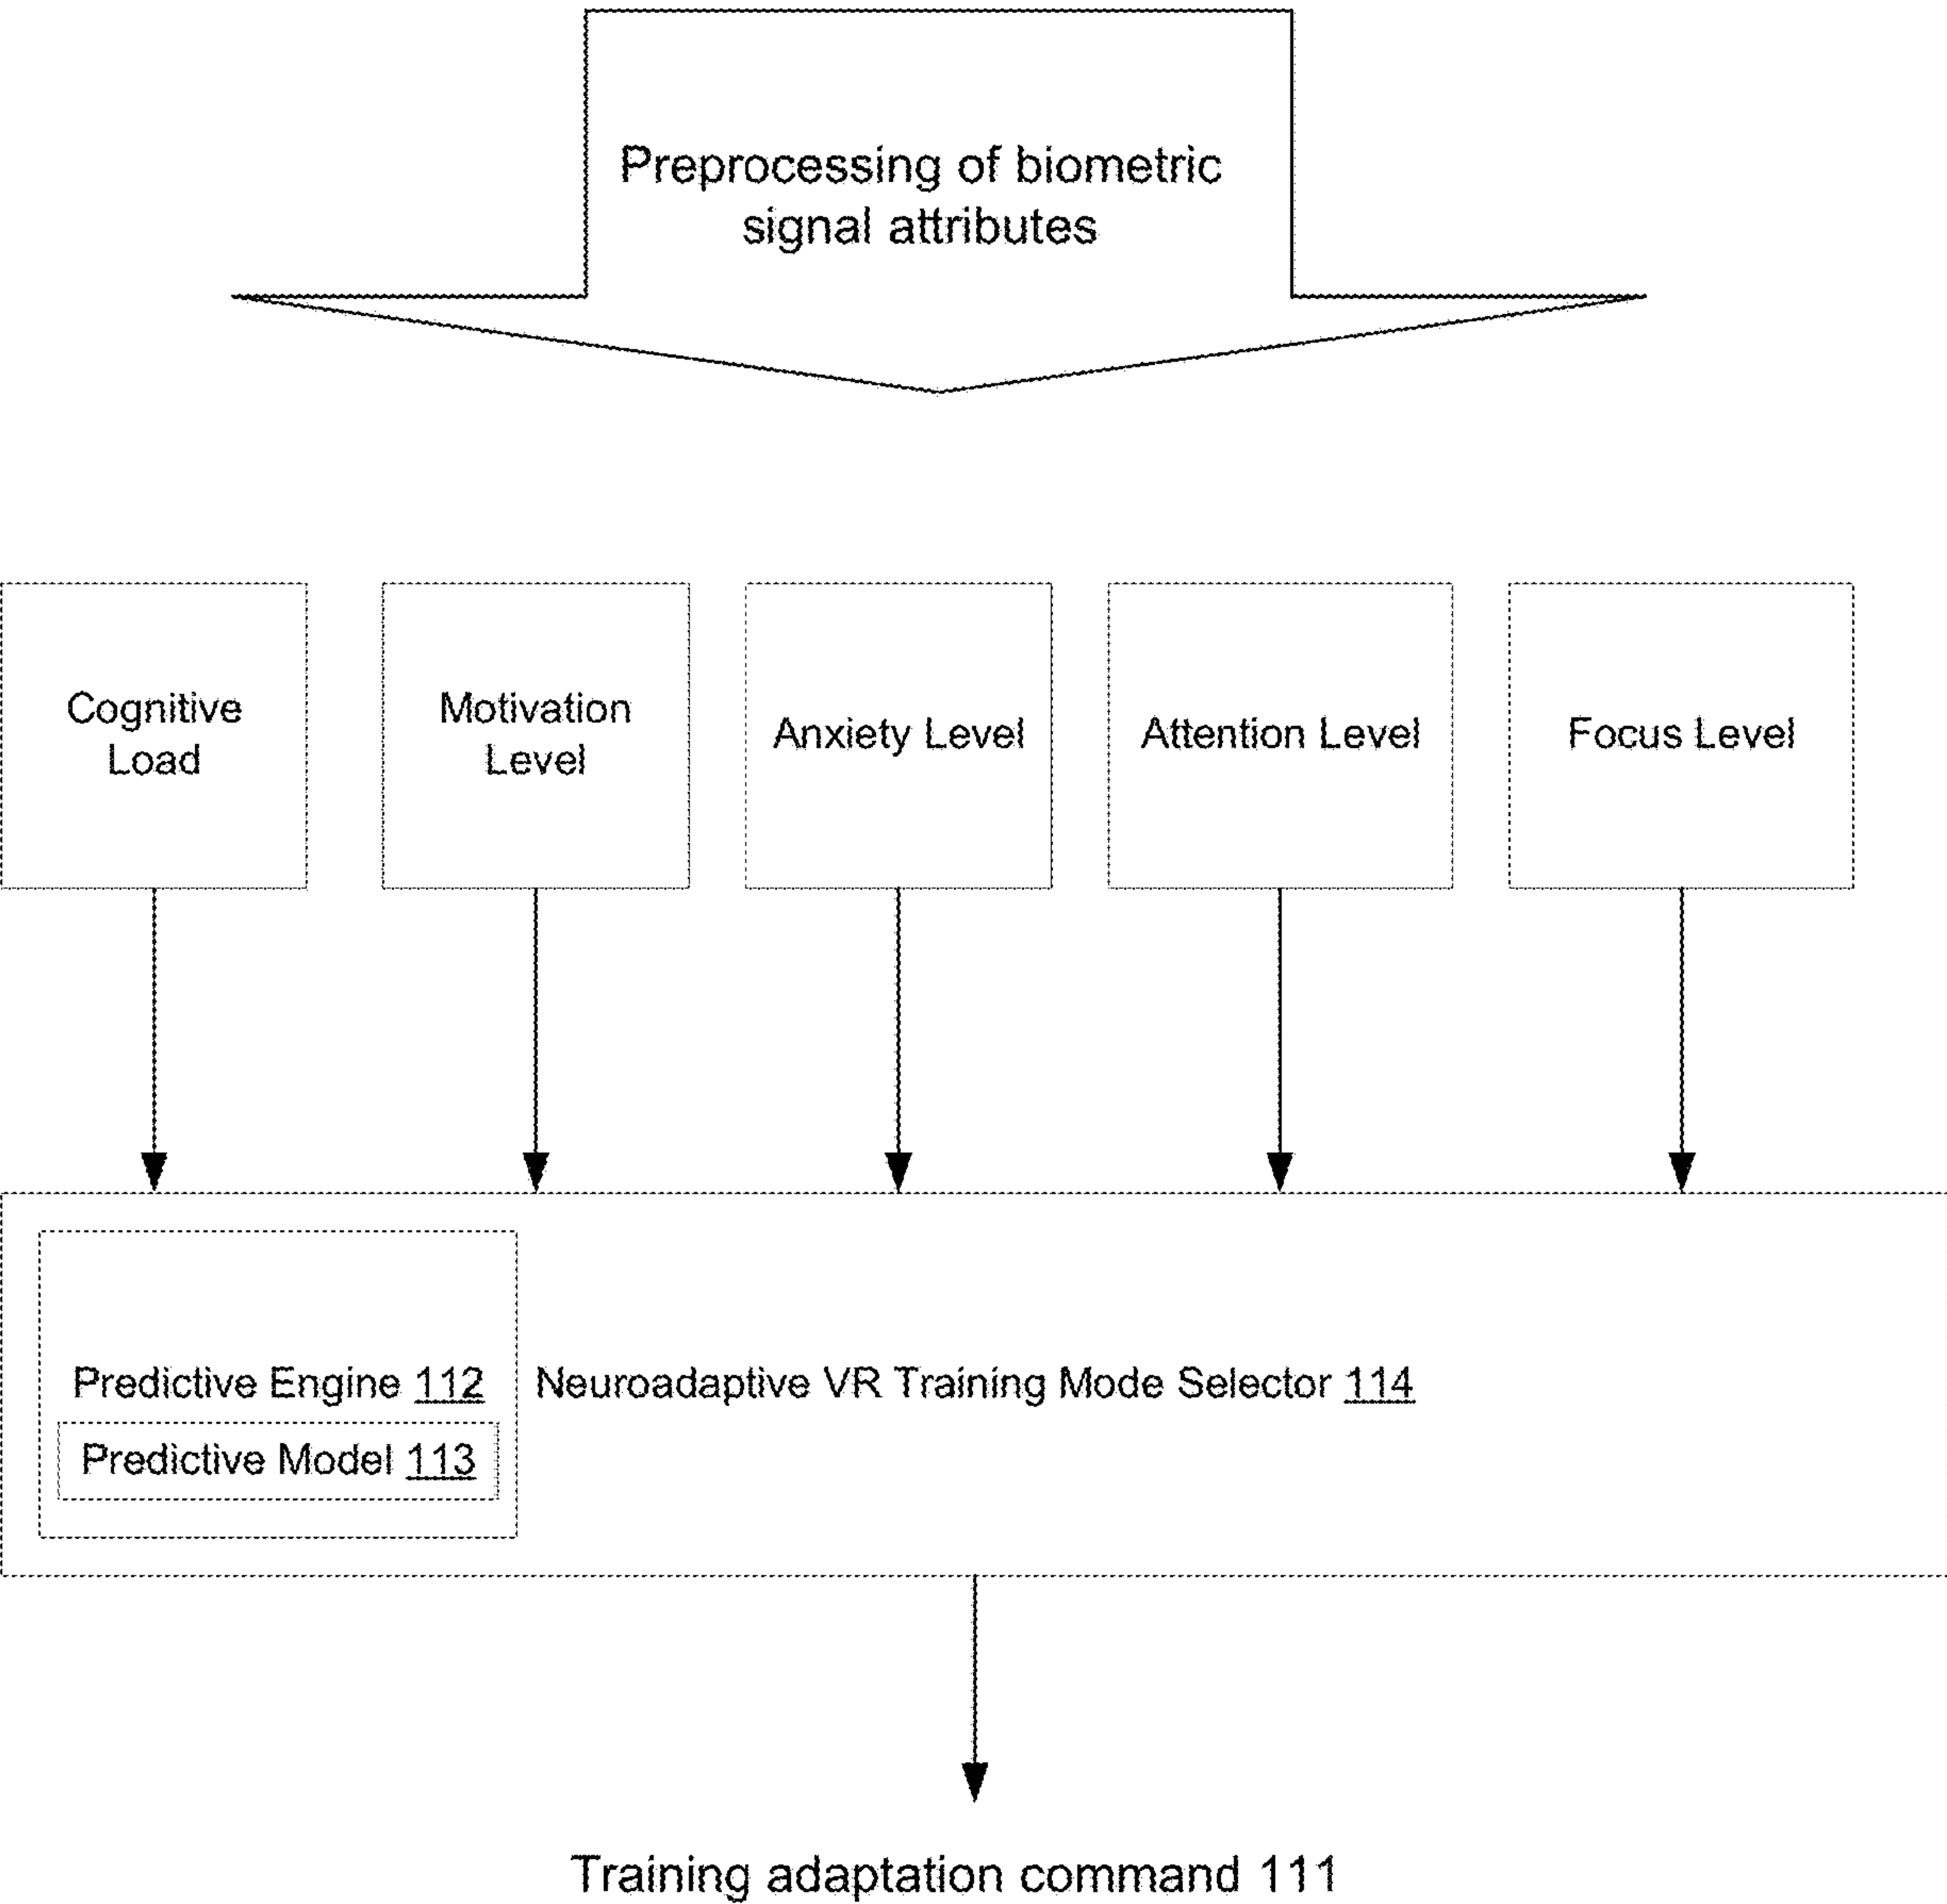 Preprocessing of biometric
signal attributes
Cognitive
Load
Motivation
Level
Anxiety Level
Attention Level
Focus Level
Predictive Engine 112
Neuroadaptive VR Training Mode Selector 114
Predictive Model 113
Training adaptation command 111